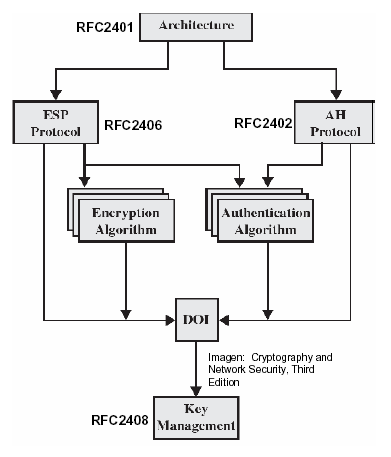 RFC2401
Architecture
ESP
Protocol
RFC2406
RFC2402
AH
Protocol
Encryption
Algorithm
Authentication
Algorithm
DOI
Imagen: Cryptography and
Network Security, Third
Edition
RFC2408
Key
Management